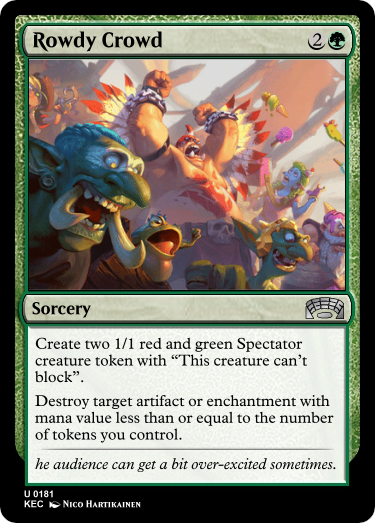 Rowdy Crowd 2
Sorcery
Create two 1/1 red and green Spectator
creature token with “This creature can’t
block”.
Destroy target artifact or enchantment with
mana value less than or equal to the number
of tokens you control.
he audience can get a bit over-excited sometimes.
U 0181
KEC Nico Hartikainen